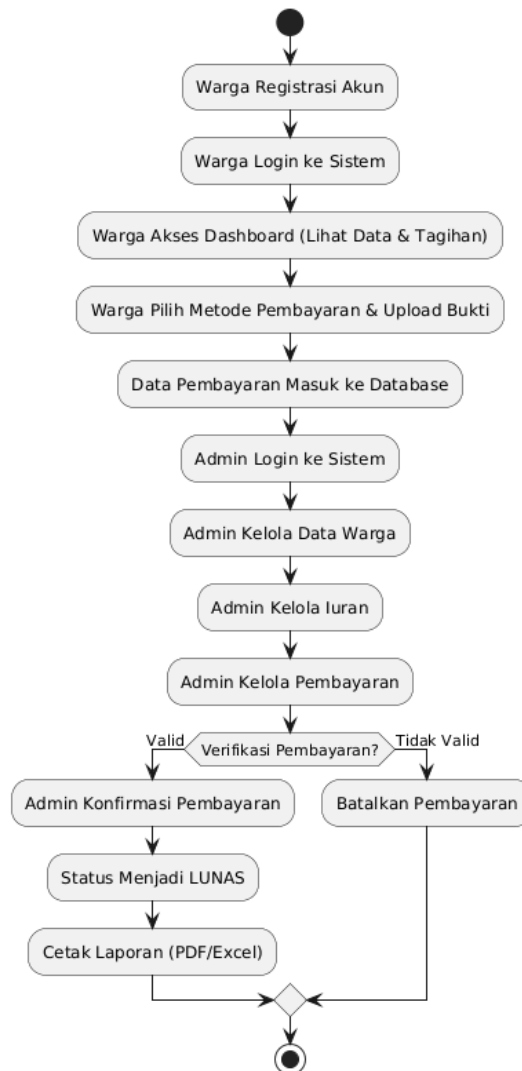 Warga Registrasi Akun
Warga Login ke Sistem
Warga Akses Dashboard (Lihat Data & Tagihan)
Warga Pilih Metode Pembayaran & Upload Bukti
Data Pembayaran Masuk ke Database
Admin Login ke Sistem
Admin Kelola Data Warga
Admin Kelola Iuran
Admin Kelola Pembayaran
Valid
Verifikasi Pembayaran?
Tidak Valid
Admin Konfirmasi Pembayaran
Batalkan Pembayaran
Status Menjadi LUNAS
Cetak Laporan (PDF/Excel)